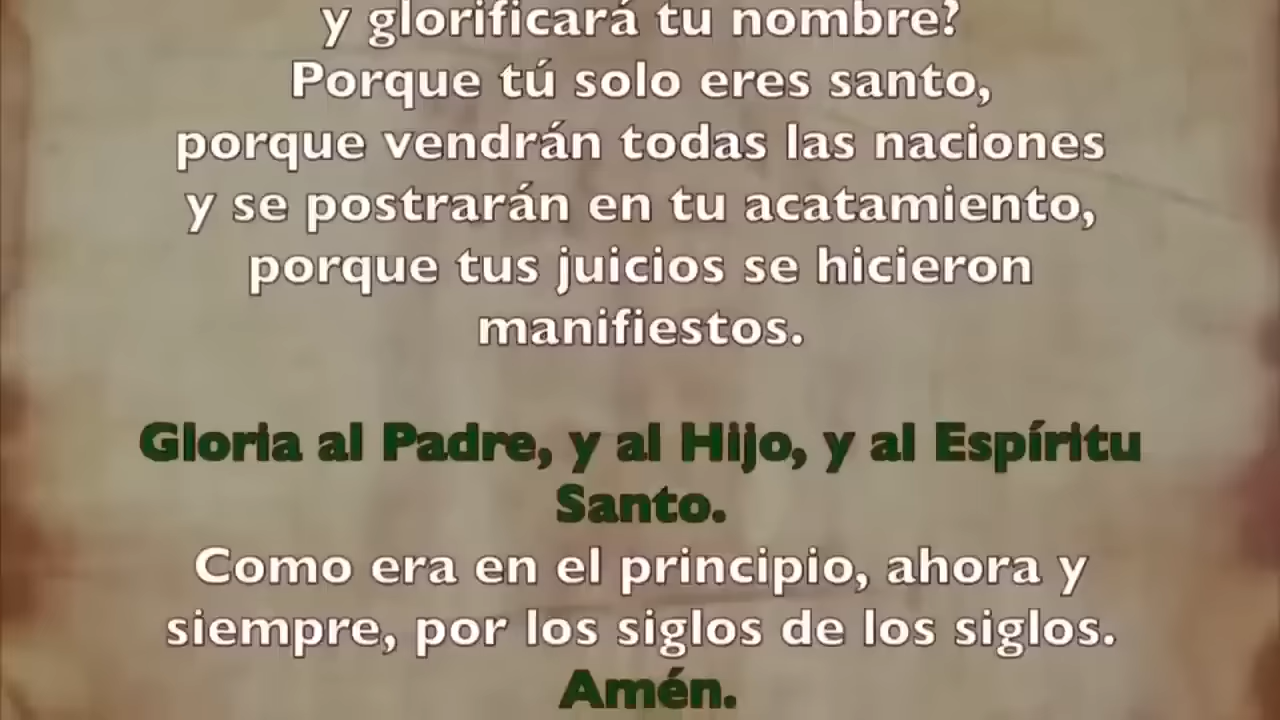 y glorificará tu nombre?
Porque tú solo eres santo,
porque vendrán todas las naciones
y se postrarán en tu acatamiento,
porque tus juicios se hicieron
manifiestos.
Gloria al Padre, y al Hijo, y al Espíritu
Santo.
Como era en el principio, ahora y
siempre, por los siglos de los siglos.
Amén.